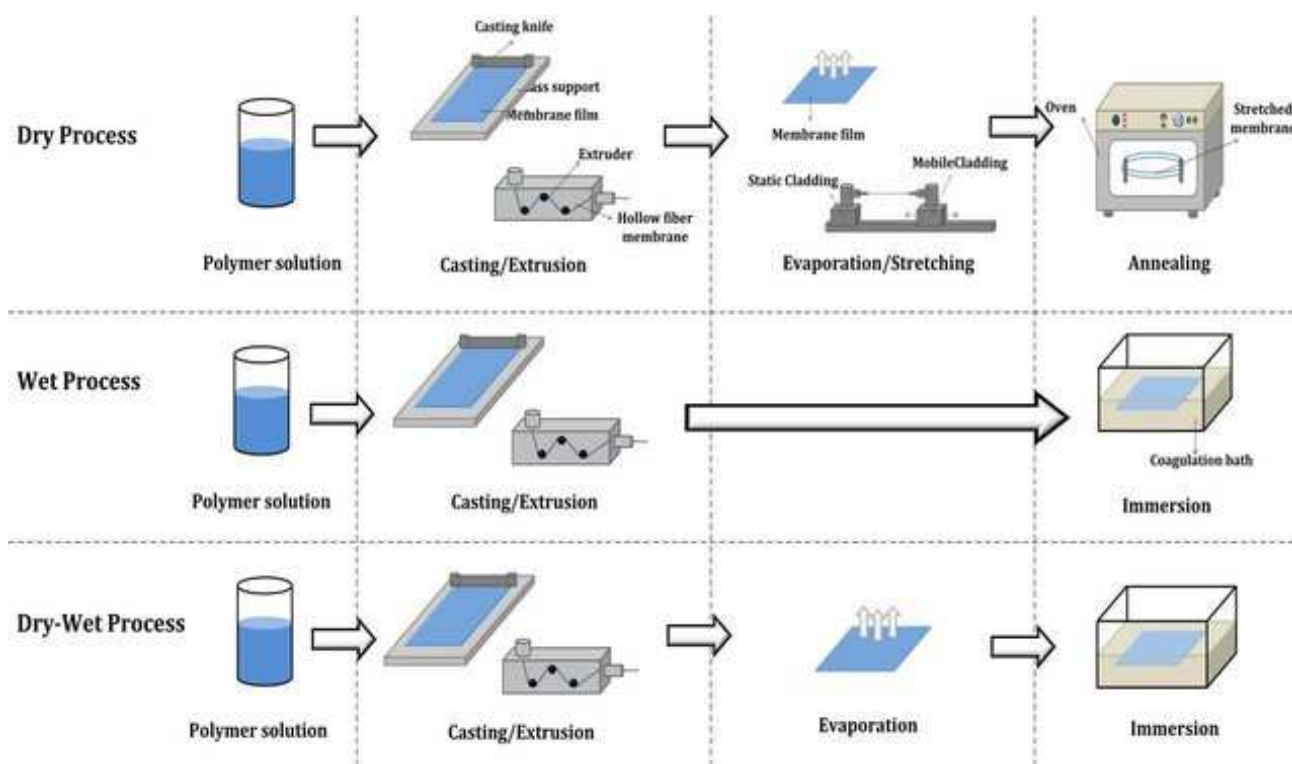 Casting knife
ass support
Membrane film
Extruder
Hollow fiber
membrane
Membrane film
MobileCladding
Static Cladding
Oven
Stretched
membrane
Dry Process
Polymer solution
Casting/Extrusion
Evaporation/Stretching
Annealing
Wet Process
Coagulation bath
Polymer solution
Casting/Extrusion
Immersion
Dry-Wet Process
Polymer solution
Casting/Extrusion
Evaporation
Immersion